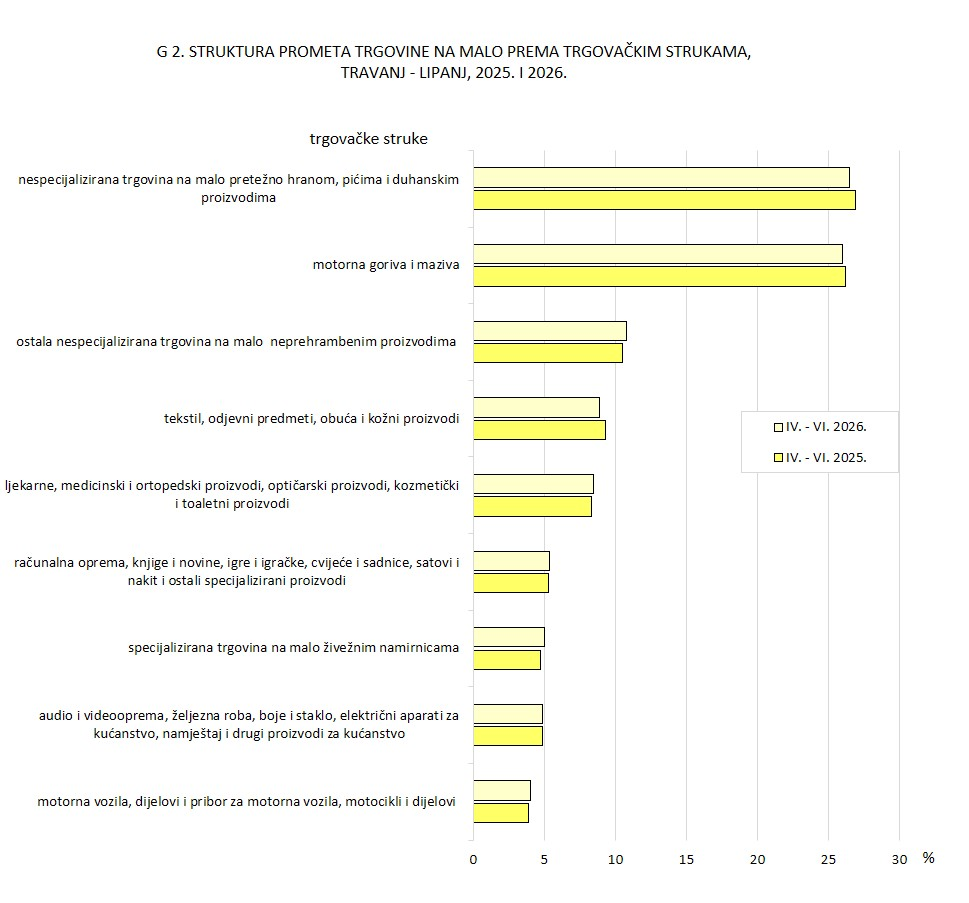 G 2. STRUKTURA PROMETA TRGOVINE NA MALO PREMA TRGOVAČKIM STRUKAMA,
TRAVANJ - LIPANJ, 2025. I 2026.
trgovačke struke
nespecijalizirana trgovina na malo pretežno hranom, pićima i duhanskim
proizvodima
motorna goriva i maziva
ostala nespecijalizirana trgovina na malo  neprehrambenim proizvodima
tekstil, odjevni predmeti, obuća i kožni proizvodi
ljekarne, medicinski i ortopedski proizvodi, optičarski proizvodi, kozmetički
i toaletni proizvodi
računalna oprema, knjige i novine, igre i igračke, cvijeće i sadnice, satovi i
nakit i ostali specijalizirani proizvodi
specijalizirana trgovina na malo živežnim namirnicama
audio i videooprema, željezna roba, boje i staklo, električni aparati za
kućanstvo, namještaj i drugi proizvodi za kućanstvo
motorna vozila, dijelovi i pribor za motorna vozila, motocikli i dijelovi
IV. - VI. 2026.
IV. - VI. 2025.
0 5 10 15 20 25 30 %